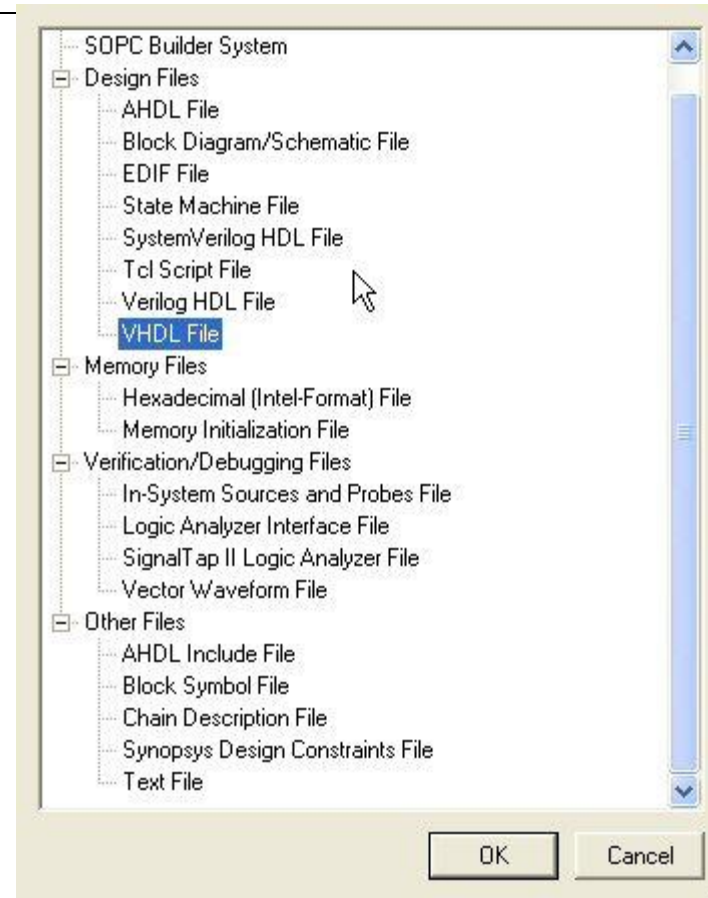 SOPC Builder System
Design Files
AHDL File
Block Diagram/Schematic File
EDIF File
State Machine File
SystemVerilog HDL File
Tcl Script File
Verilog HDL File
VHDL File
Memory Files
Hexadecimal (Intel-Format) File
Memory Initialization File
Verification/Debugging Files
In-System Sources and Probes File
Logic Analyzer Interface File
SignalTap II Logic Analyzer File
Vector Waveform File
Other Files
AHDL Include File
Block Symbol File
Chain Description File
Synopsys Design Constraints File
Text File
OK Cancel